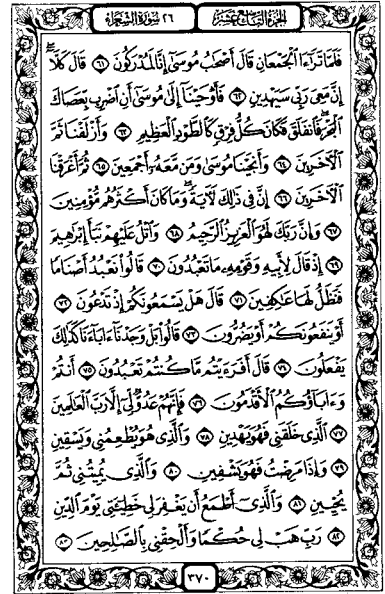 الجزء التاسع عشر ٢٦ سورة الشعراء
فَلَمَّا تَرَٰٓءَا ٱلْجَمْعَانِ قَالَ أَصْحَٰبُ مُوسَىٰٓ إِنَّا لَمُدْرَكُونَ ٦١ قَالَ كَلَّآ
إِنَّ مَعِىَ رَبِّى سَيَهْدِينِ ٦٢ فَأَوْحَيْنَآ إِلَىٰ مُوسَىٰٓ أَنِ ٱضْرِب بِّعَصَاكَ
ٱلْبَحْرَ فَٱنفَلَقَ فَكَانَ كُلُّ فِرْقٍ كَٱلطَّوْدِ ٱلْعَظِيمِ ٦٣ وَأَزْلَفْنَا ثَمَّ
ٱلْءَاخَرِينَ ٦٤ وَأَنجَيْنَا مُوسَىٰ وَمَن مَّعَهُۥٓ أَجْمَعِينَ ٦٥ ثُمَّ أَغْرَقْنَا
ٱلْءَاخَرِينَ ٦٦ إِنَّ فِى ذَٰلِكَ لَءَايَةً وَمَا كَانَ أَكْثَرُهُم مُّؤْمِنِينَ
٦٧ وَإِنَّ رَبَّكَ لَهُوَ ٱلْعَزِيزُ ٱلرَّحِيمُ ٦٨ وَٱتْلُ عَلَيْهِمْ نَبَأَ إِبْرَٰهِيمَ
٦٩ إِذْ قَالَ لِأَبِيهِ وَقَوْمِهِۦ مَا تَعْبُدُونَ ٧٠ قَالُوا۟ نَعْبُدُ أَصْنَامًا
فَنَظَلُّ لَهَا عَٰكِفِينَ ٧١ قَالَ هَلْ يَسْمَعُونَكُمْ إِذْ تَدْعُونَ ٧٢
أَوْ يَنفَعُونَكُمْ أَوْ يَضُرُّونَ ٧٣ قَالُوا۟ بَلْ وَجَدْنَآ ءَابَآءَنَا كَذَٰلِكَ
يَفْعَلُونَ ٧٤ قَالَ أَفَرَءَيْتُم مَّا كُنتُمْ تَعْبُدُونَ ٧٥ أَنتُمْ
وَءَابَآؤُكُمُ ٱلْأَقْدَمُونَ ٧٦ فَإِنَّهُمْ عَدُوٌّ لِّىٓ إِلَّا رَبَّ ٱلْعَٰلَمِينَ
٧٧ ٱلَّذِى خَلَقَنِى فَهُوَ يَهْدِينِ ٧٨ وَٱلَّذِى هُوَ يُطْعِمُنِى وَيَسْقِينِ
٧٩ وَإِذَا مَرِضْتُ فَهُوَ يَشْفِينِ ٨٠ وَٱلَّذِى يُمِيتُنِى ثُمَّ
يُحْيِينِ ٨١ وَٱلَّذِىٓ أَطْمَعُ أَن يَغْفِرَ لِى خَطِيٓـَٔتِى يَوْمَ ٱلدِّينِ
٨٢ رَبِّ هَبْ لِى حُكْمًا وَأَلْحِقْنِى بِٱلصَّٰلِحِينَ ٨٣
٣٧٠